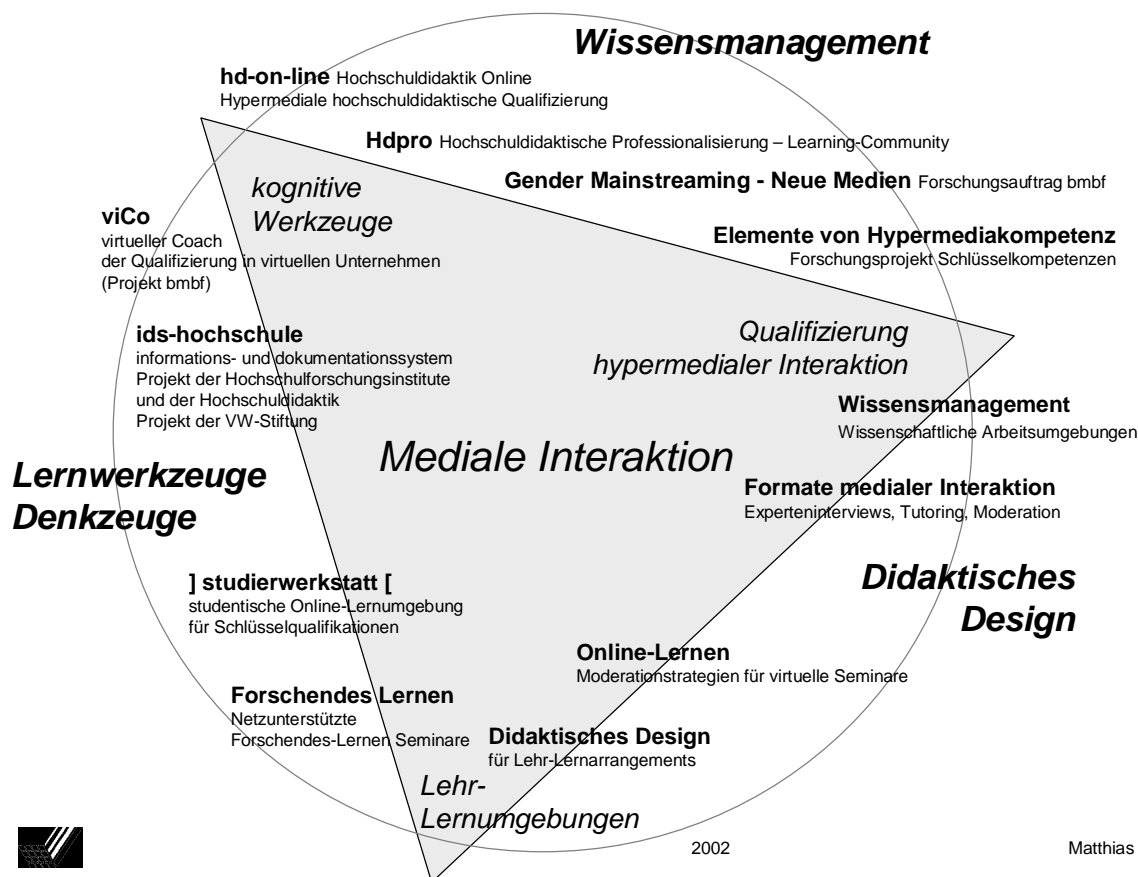 Wissensmanagement
hd-on-line Hochschuldidaktik Online
Hypermediale hochschuldidaktische Qualifizierung
Hdpro Hochschuldidaktische Professionalisierung – Learning-Community
Gender Mainstreaming - Neue Medien Forschungsauftrag bmbf
kognitive
Werkzeuge
viCo
virtueller Coach
der Qualifizierung in virtuellen Unternehmen
(Projekt bmbf)
Elemente von Hypermediakompetenz
Forschungsprojekt Schlüsselkompetenzen
ids-hochschule
informations- und dokumentationssystem
Projekt der Hochschulforschungsinstitute
und der Hochschuldidaktik
Projekt der VW-Stiftung
Qualifizierung
hypermedialer Interaktion
Wissensmanagement
Wissenschaftliche Arbeitsumgebungen
Mediale Interaktion
Lernwerkzeuge
Denkzeuge
Formate medialer Interaktion
Experteninterviews, Tutoring, Moderation
Didaktisches
Design
] studierwerkstatt [
studentische Online-Lernumgebung
für Schlüsselqualifikationen
Online-Lernen
Moderationstrategien für virtuelle Seminare
Forschendes Lernen
Netzunterstützte
Forschendes-Lernen Seminare
Didaktisches Design
für Lehr-Lernarrangements
Lehr-
Lernumgebungen
2002
Matthias